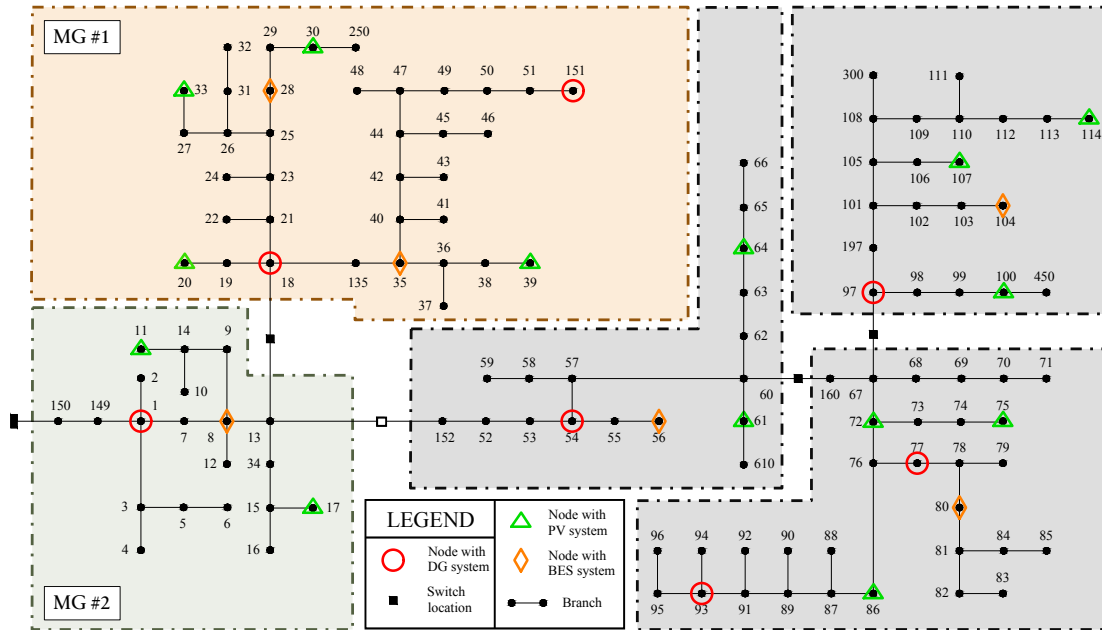 MG #1
32 29 30 250
48 47 49 50 51 151
33 31 28
44 45 46
27 26 25
43
24 23 42
22 21 40 41
36
20 19 18 135 35 38 39
37
66
65
64
63
62
59 58 57
60
152 52 53 54 55 56 61
610
300 111
108 109 110 112 113 114
105 106 107
101 102 103 104
197
97 98 99 100 450
160 67 68 69 70 71
72 73 74 75
76 77 78 79
80
81 84 85
82 83
96 94 92 90 88
95 93 91 89 87 86
11 14 9
2 10
150 149 1 7 8 13
12 34
3 5 6 15 17
4 16
MG #2
LEGEND
Node with
DG system
Switch
location
Node with
PV system
Node with
BES system
Branch